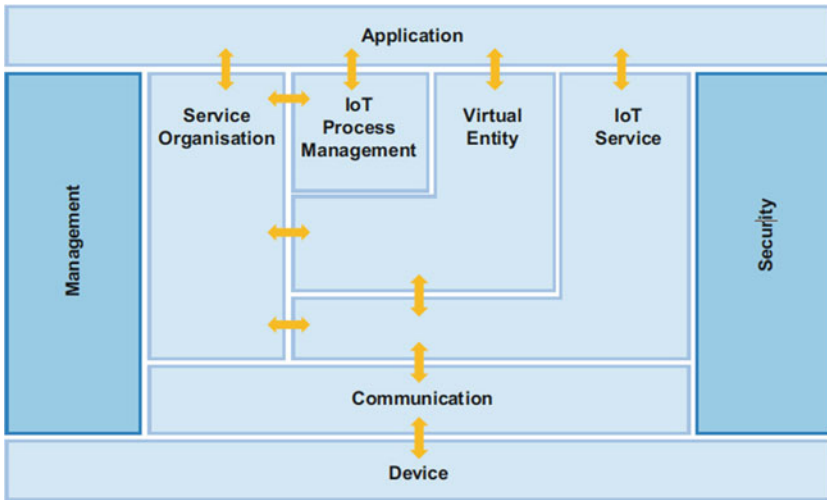 Application
Service
Organisation
IoT
Process
Management
Virtual
Entity
IoT
Service
Management
Security
Communication
Device